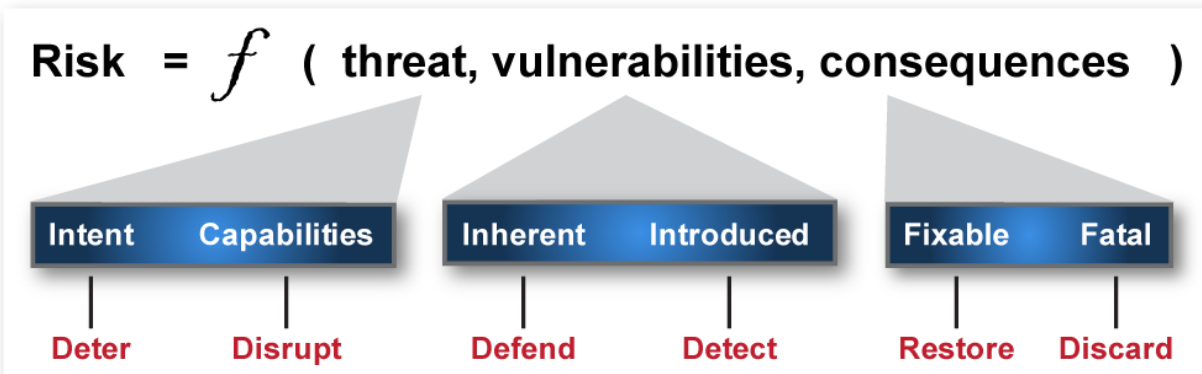 Risk = f ( threat, vulnerabilities, consequences )
Intent Capabilities Inherent Introduced Fixable Fatal
Deter Disrupt Defend Detect Restore Discard